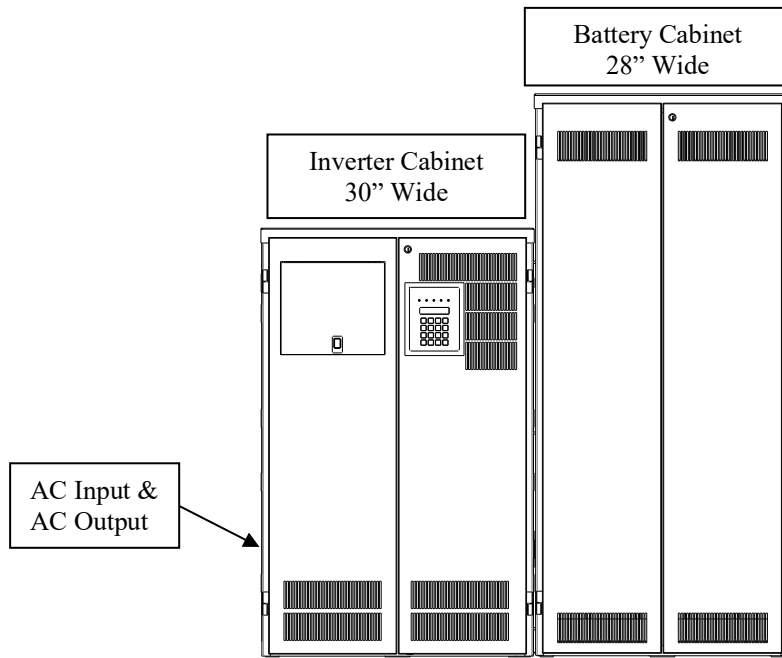 Battery Cabinet
28” Wide
Inverter Cabinet
30” Wide
AC Input &
AC Output